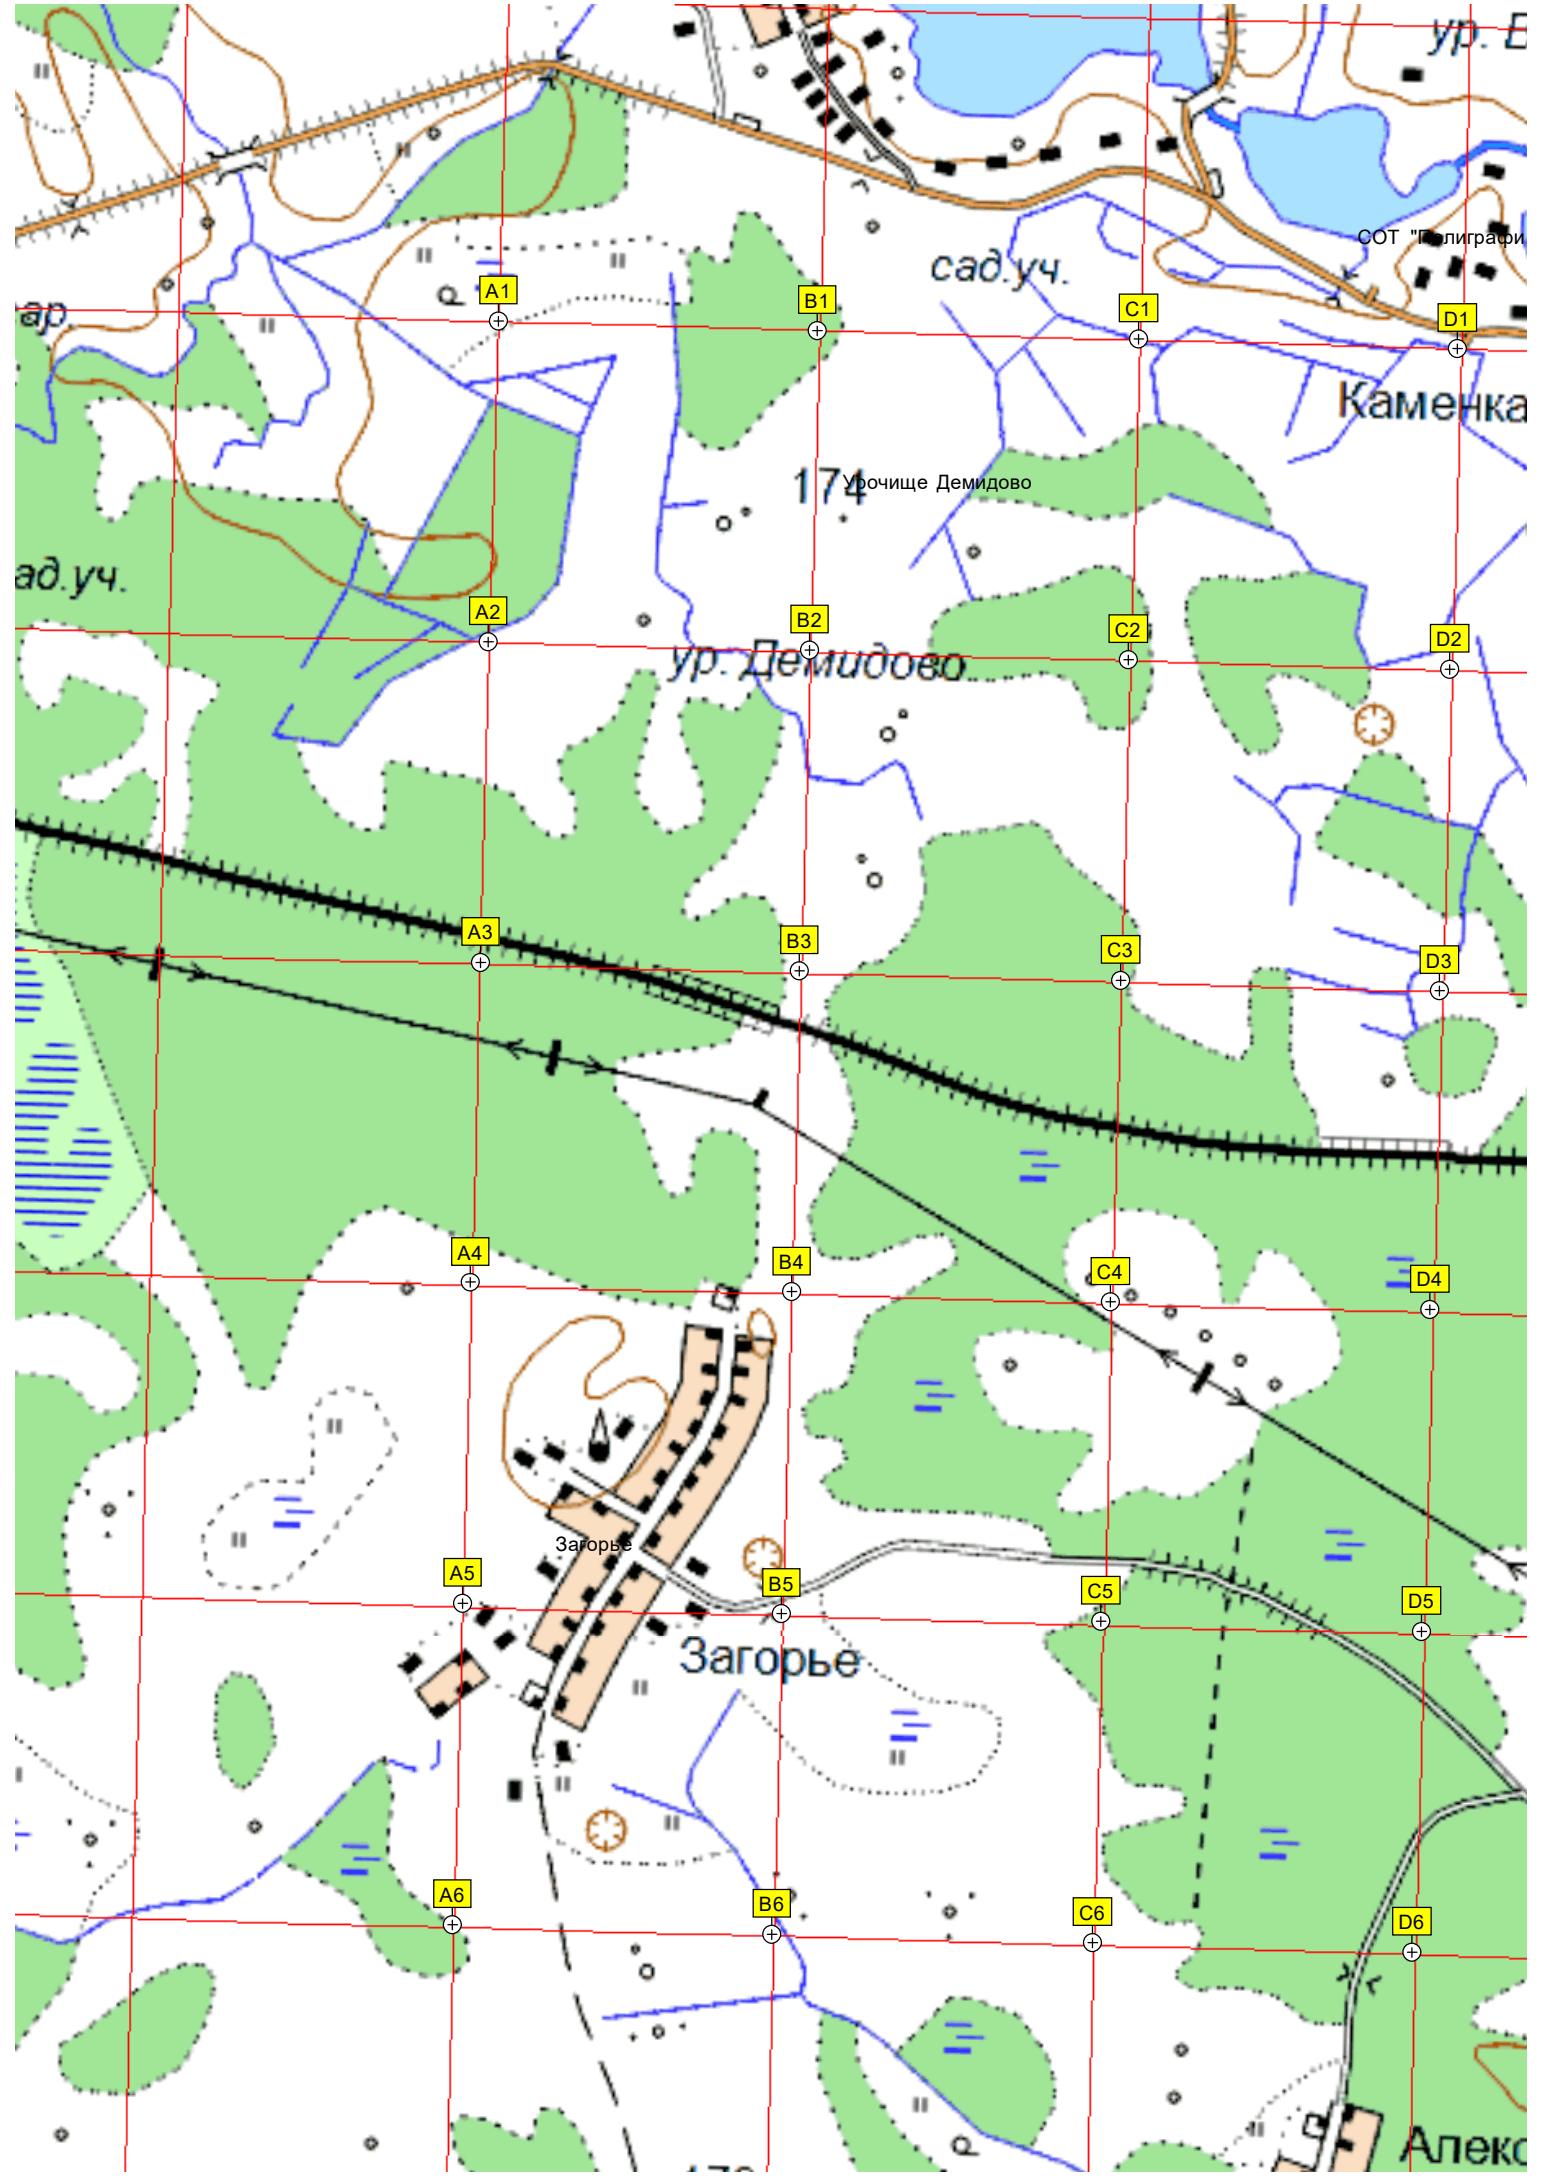 ур. Б
СОТ "Полиграфи
сад.уч.
A1
B1
C1
D1
ар.
Каменка
174
Урочище Демидово
ад.уч.
A2
B2
C2
D2
ур. Демидово
A3
B3
C3
D3
A4
B4
C4
D4
Загорье
A5
B5
C5
D5
Загорье
A6
B6
C6
D6
Алекс